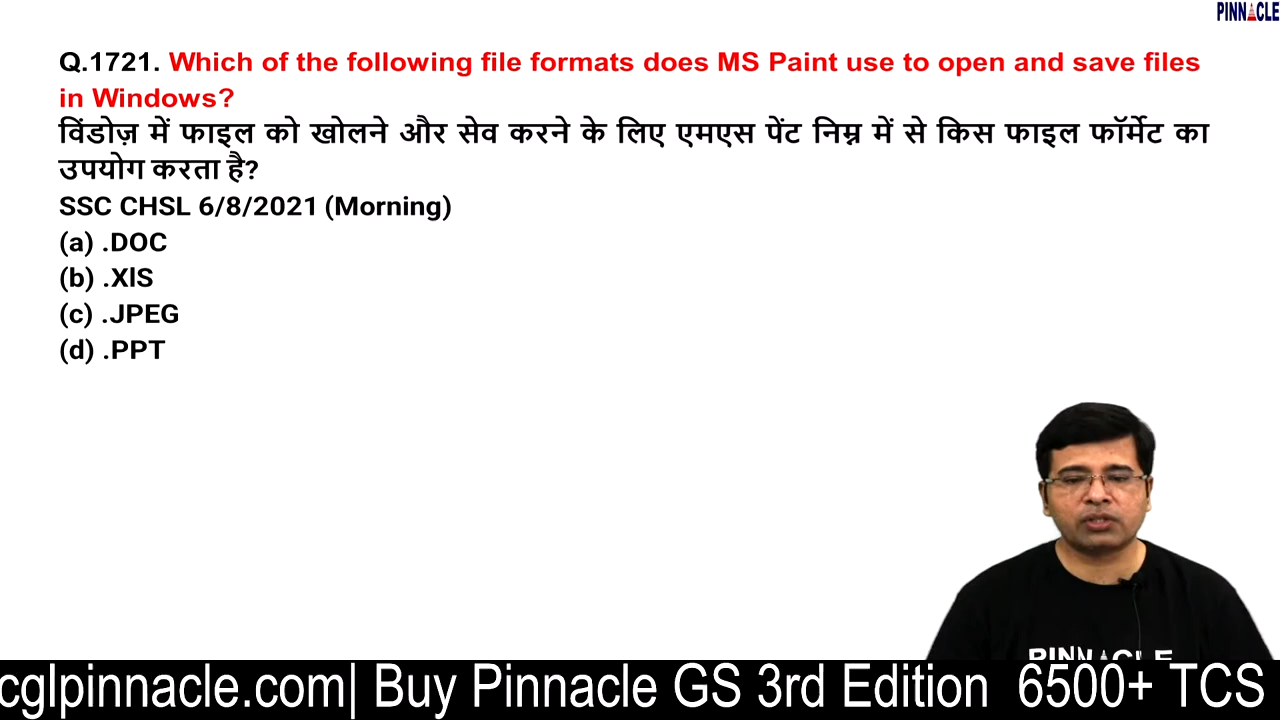 PINNACLE
Q.1721. Which of the following file formats does MS Paint use to open and save files
in Windows?
विंडोज़ में फाइल को खोलने और सेव करने के लिए एमएस पेंट निम्न में से किस फाइल फॉर्मेट का
उपयोग करता है?
SSC CHSL 6/8/2021 (Morning)
(a) .DOC
(b) .XlS
(c) .JPEG
(d) .PPT
PINNACLE
cglpinnacle.com| Buy Pinnacle GS 3rd Edition 6500+ TCS